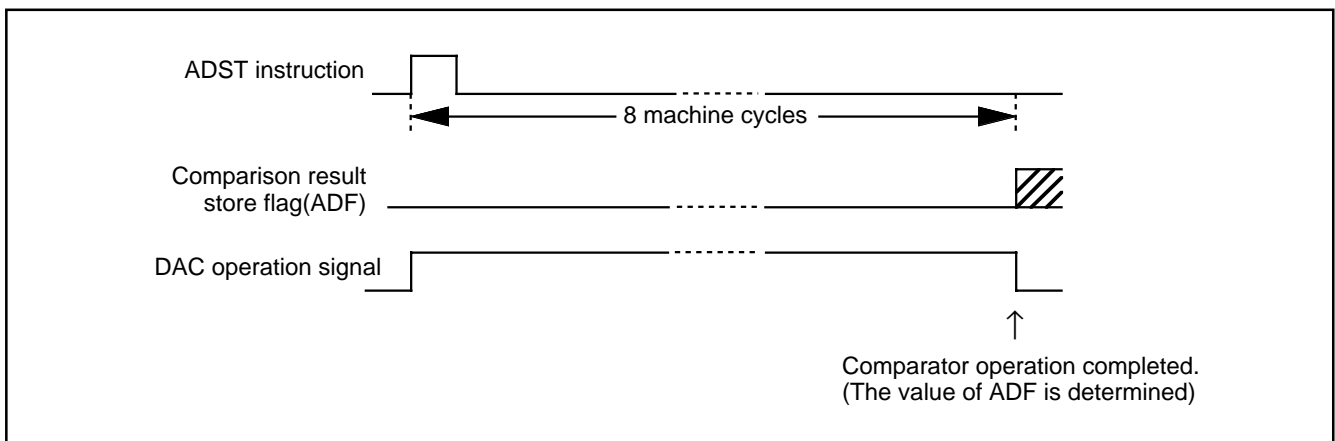 ADST instruction
8 machine cycles
Comparison result
store flag(ADF)
DAC operation signal
↑
Comparator operation completed.
(The value of ADF is determined)